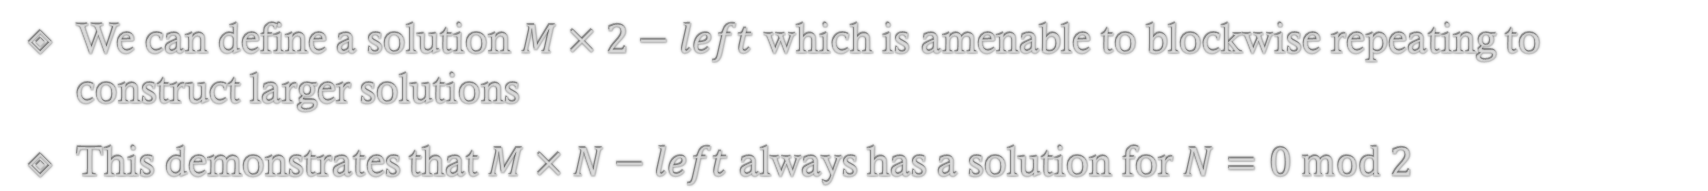 We can define a solution M × 2 − left which is amenable to blockwise repeating to
construct larger solutions
This demonstrates that M × N − left always has a solution for N ≡ 0 mod 2